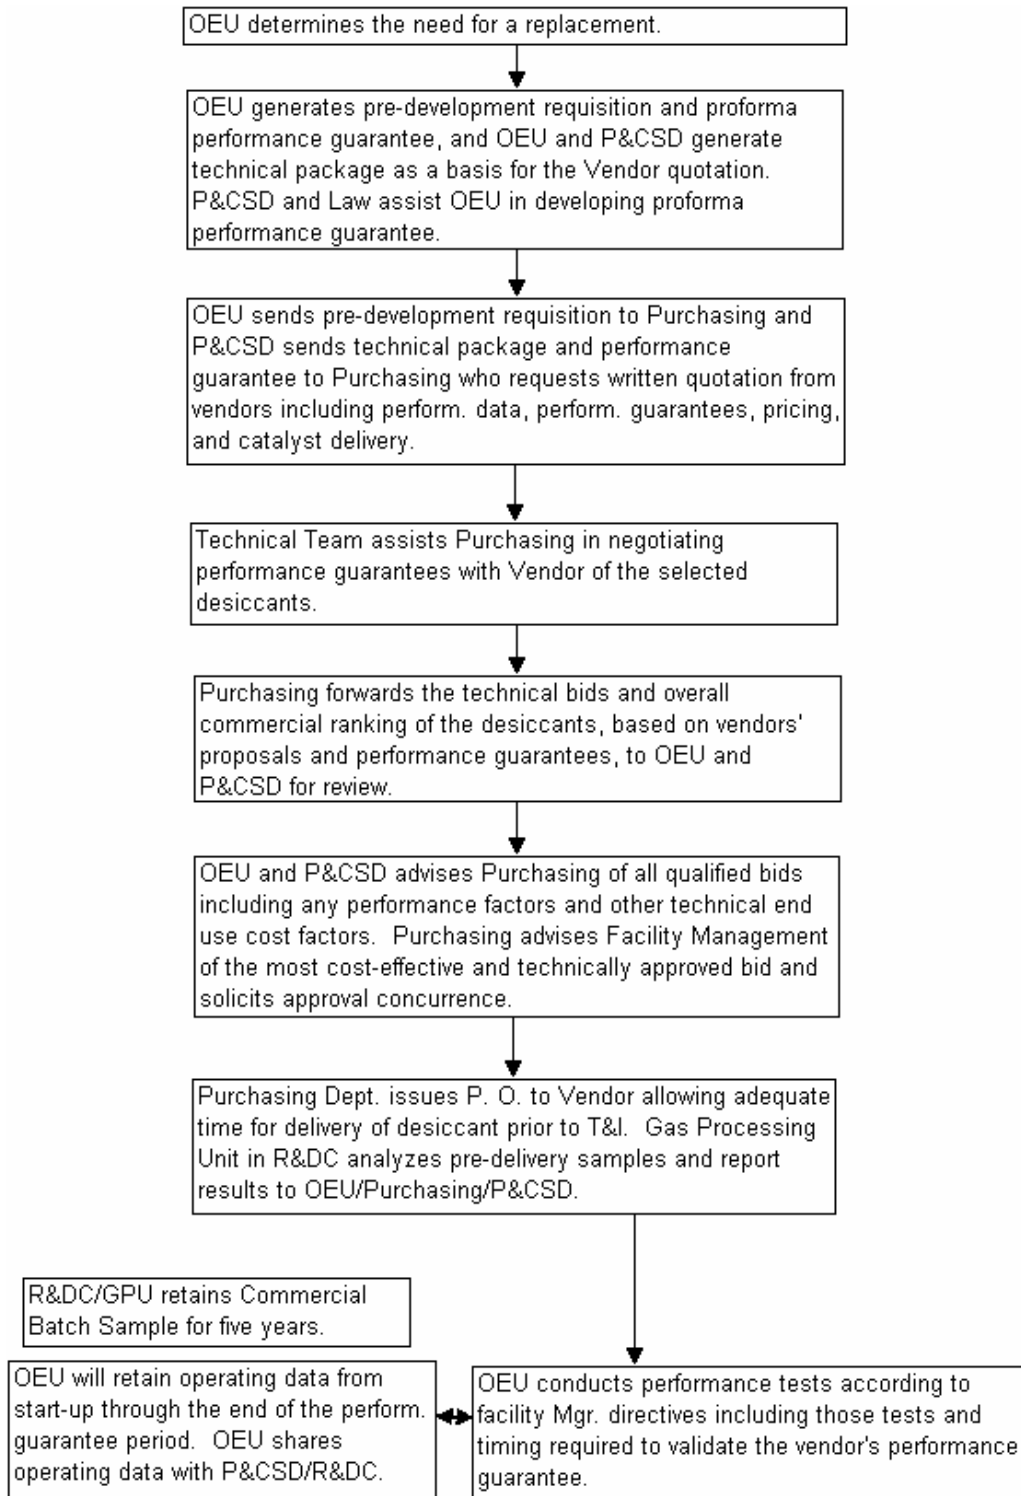 OEU determines the need for a replacement.
OEU generates pre-development requisition and proforma
performance guarantee, and OEU and P&CSD generate
technical package as a basis for the Vendor quotation.
P&CSD and Law assist OEU in developing proforma
performance guarantee.
OEU sends pre-development requisition to Purchasing and
P&CSD sends technical package and performance
guarantee to Purchasing who requests written quotation from
vendors including perform. data, perform. guarantees, pricing,
and catalyst delivery.
Technical Team assists Purchasing in negotiating
performance guarantees with Vendor of the selected
desiccants.
Purchasing forwards the technical bids and overall
commercial ranking of the desiccants, based on vendors'
proposals and performance guarantees, to OEU and
P&CSD for review.
OEU and P&CSD advises Purchasing of all qualified bids
including any performance factors and other technical end
use cost factors.  Purchasing advises Facility Management
of the most cost-effective and technically approved bid and
solicits approval concurrence.
Purchasing Dept. issues P. O. to Vendor allowing adequate
time for delivery of desiccant prior to T&I.  Gas Processing
Unit in R&DC analyzes pre-delivery samples and report
results to OEU/Purchasing/P&CSD.
R&DC/GPU retains Commercial
Batch Sample for five years.
OEU will retain operating data from
start-up through the end of the perform.
guarantee period.  OEU shares
operating data with P&CSD/R&DC.
OEU conducts performance tests according to
facility Mgr. directives including those tests and
timing required to validate the vendor's performance
guarantee.